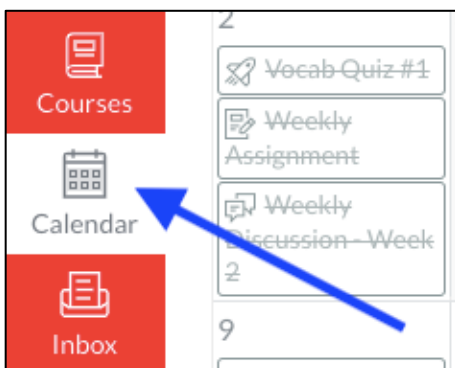 Courses
Calendar
Inbox
2
Vocab Quiz #1
Weekly
Assignment
Weekly
Discussion - Week
2
9